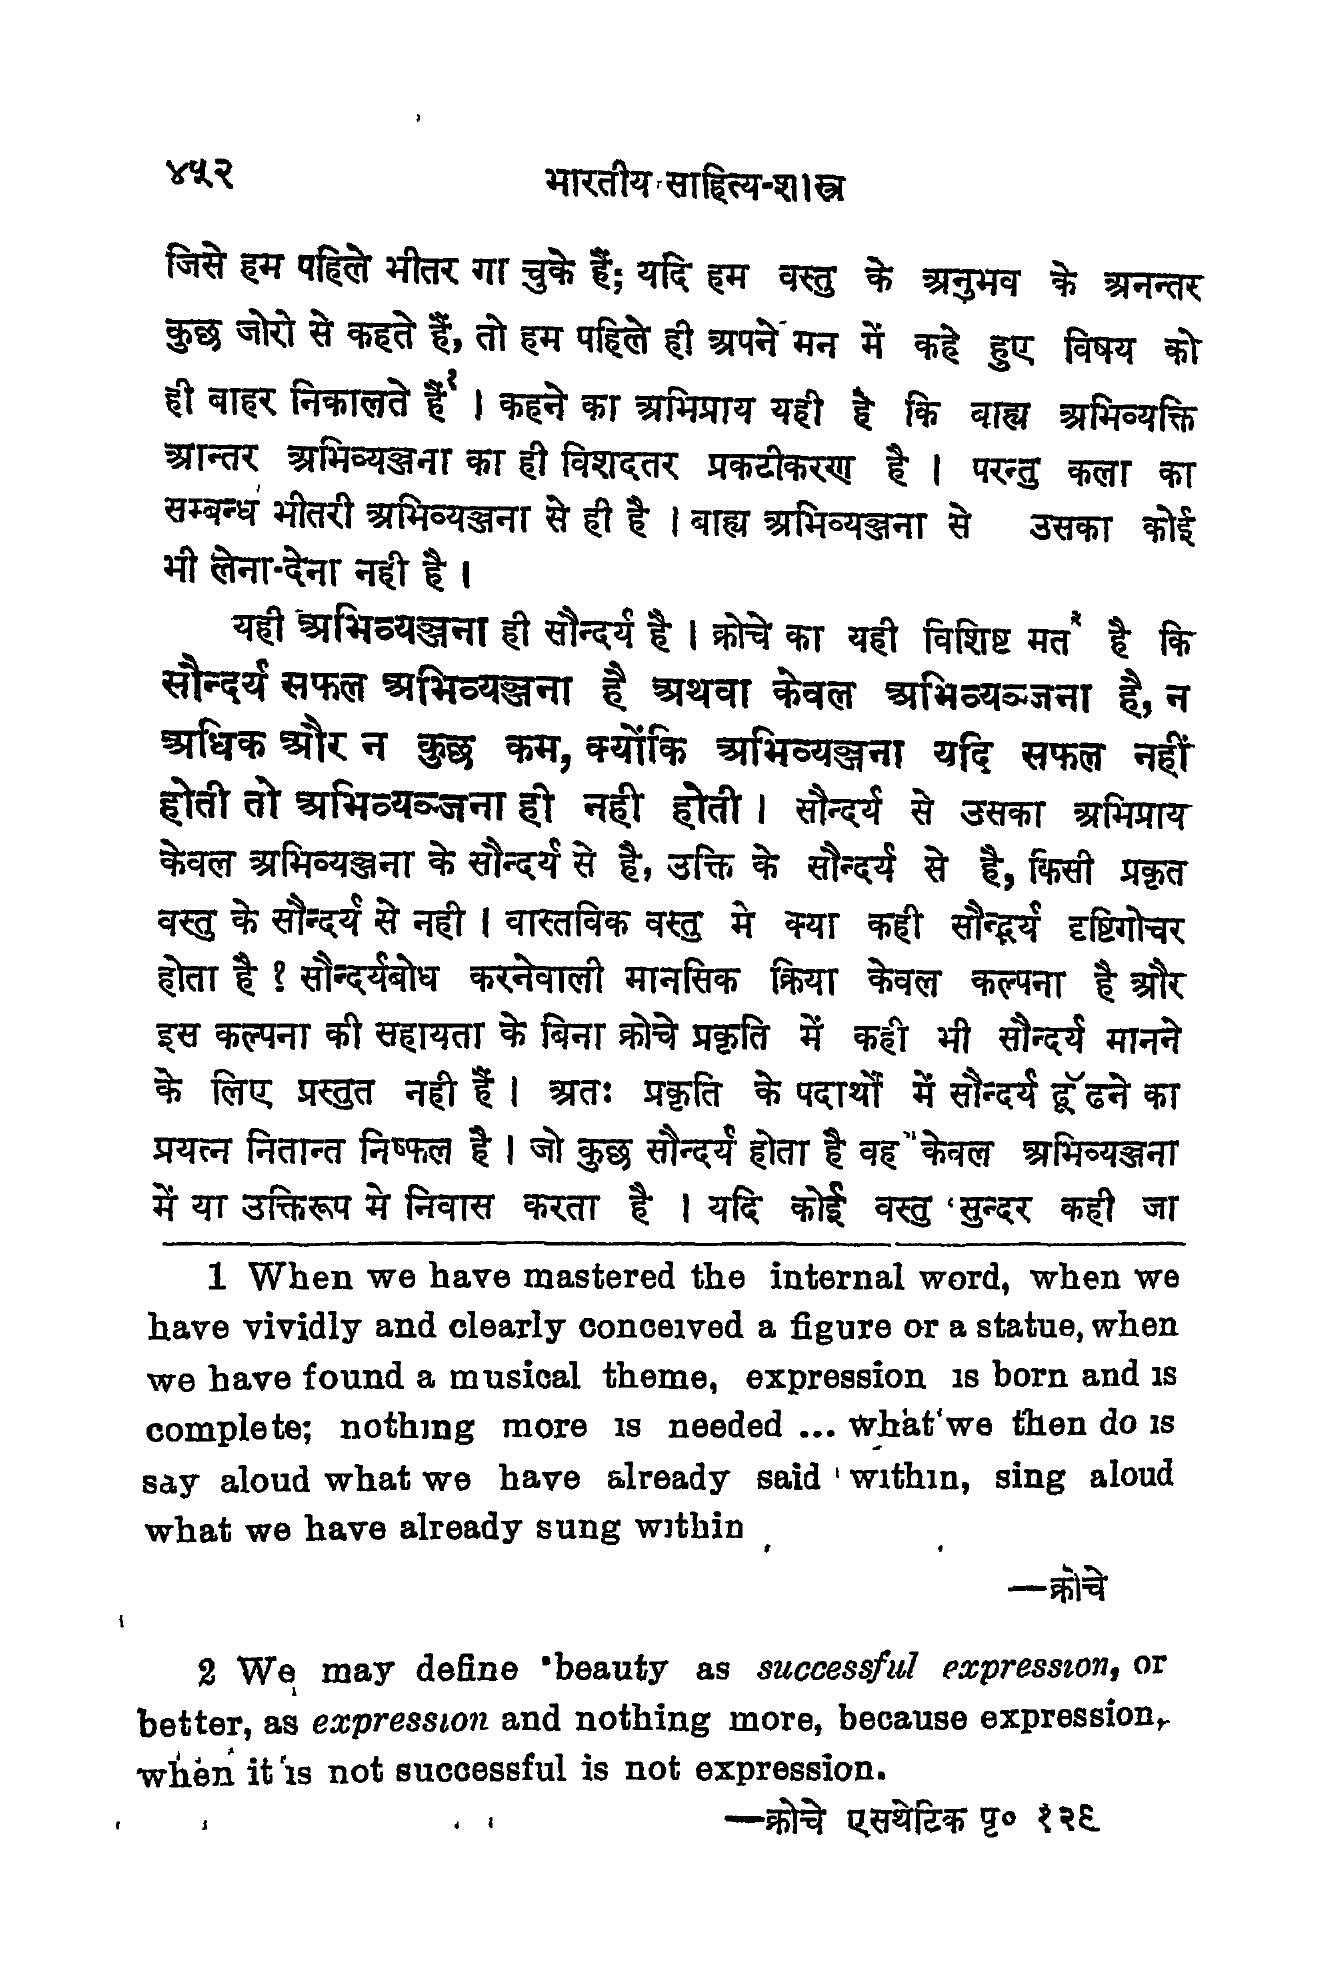 ४५२ भारतीय साहित्य-शास्त्र
जिसे हम पहिले भीतर गा चुके हैं; यदि हम वस्तु के अनुभव के अनन्तर
कुछ जोरो से कहते हैं, तो हम पहिले ही अपने मन में कहे हुए विषय को
ही बाहर निकालते हैं१ । कहने का अभिप्राय यही है कि बाह्य अभिव्यक्ति
आन्तर अभिव्यञ्जना का ही विशदतर प्रकटीकरण है । परन्तु कला का
सम्बन्ध भीतरी अभिव्यञ्जना से ही है । बाह्य अभिव्यञ्जना से उसका कोई
भी लेना-देना नही है ।
यही अभिव्यञ्जना ही सौन्दर्य है । क्रोचे का यही विशिष्ट मत२ है कि
सौन्दर्य सफल अभिव्यञ्जना है अथवा केवल अभिव्यञ्जना है, न
अधिक और न कुछ कम, क्योंकि अभिव्यञ्जना यदि सफल नहीं
होती तो अभिव्यञ्जना ही नही होती । सौन्दर्य से उसका अभिप्राय
केवल अभिव्यञ्जना के सौन्दर्य से है, उक्ति के सौन्दर्य से है, किसी प्रकृत
वस्तु के सौन्दर्य से नही । वास्तविक वस्तु मे क्या कही सौन्दर्य दृष्टिगोचर
होता है ? सौन्दर्यबोध करनेवाली मानसिक क्रिया केवल कल्पना है और
इस कल्पना की सहायता के बिना क्रोचे प्रकृति में कही भी सौन्दर्य मानने
के लिए प्रस्तुत नही हैं । अतः प्रकृति के पदार्थों में सौन्दर्य ढूँढने का
प्रयत्न नितान्त निष्फल है । जो कुछ सौन्दर्य होता है वह केवल अभिव्यञ्जना
में या उक्तिरूप मे निवास करता है । यदि कोई वस्तु सुन्दर कही जा
1 When we have mastered the internal word, when we
have vividly and clearly conceived a figure or a statue, when
we have found a musical theme, expression is born and is
complete; nothing more is needed ... what we then do is
say aloud what we have already said within, sing aloud
what we have already sung within
—क्रोचे
2 We may define beauty as successful expression, or
better, as expression and nothing more, because expression,
when it is not successful is not expression.
—क्रोचे एसथेटिक पृ० १२९